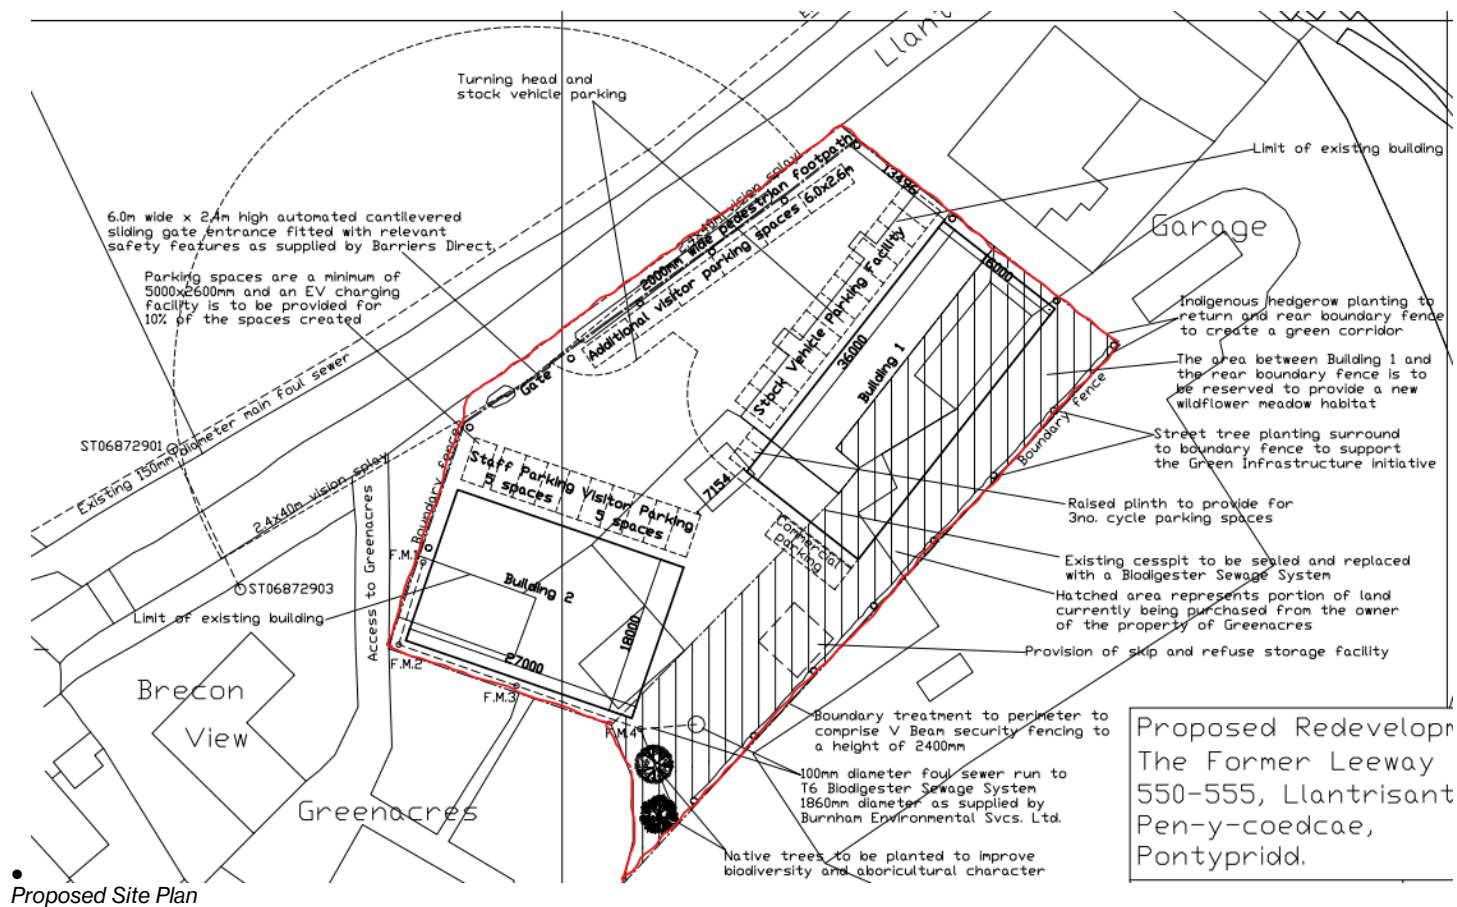 Llant
Turning head and
stock vehicle parking
Limit of existing building
Garage
6.0m wide x 2.4m high automated cantilevered
sliding gate entrance fitted with relevant
safety features as supplied by Barriers Direct
Parking spaces are a minimum of
5000x2600mm and an EV charging
facility is to be provided for
10% of the spaces created
2.4x40m vision splay
2000mm wide pedestrian footpath
Additional visitor parking spaces 6.0x2.6m
13496
16000
Stock Vehicle Parking Facility
36000
Building 1
Gate
Indigenous hedgerow planting to
return and rear boundary fence
to create a green corridor
The area between Building 1 and
the rear boundary fence is to
be reserved to provide a new
wildflower meadow habitat
Boundary fence
Street tree planting surround
to boundary fence to support
the Green Infrastructure initiative
ST06872901
Existing 150mm diameter main foul sewer
2.4x40m vision splay
Boundary fence
Staff Parking
5 spaces
Visitor Parking
5 spaces
7154
Commercial
parking
Raised plinth to provide for
3no. cycle parking spaces
Existing cesspit to be sealed and replaced
with a Biodigester Sewage System
Hatched area represents portion of land
currently being purchased from the owner
of the property of Greenacres
Provision of skip and refuse storage facility
F.M.1
ST06872903
Access to Greenacres
Building 2
Limit of existing building
18000
27000
F.M.2
F.M.3
F.M.4
Brecon
View
Greenacres
Boundary treatment to perimeter to
comprise V Beam security fencing to
a height of 2400mm
100mm diameter foul sewer run to
T6 Biodigester Sewage System
1860mm diameter as supplied by
Burnham Environmental Svcs. Ltd.
Native trees to be planted to improve
biodiversity and aboricultural character
Proposed Redevelopm
The Former Leeway
550-555, Llantrisant
Pen-y-coedcae,
Pontypridd.
Proposed Site Plan